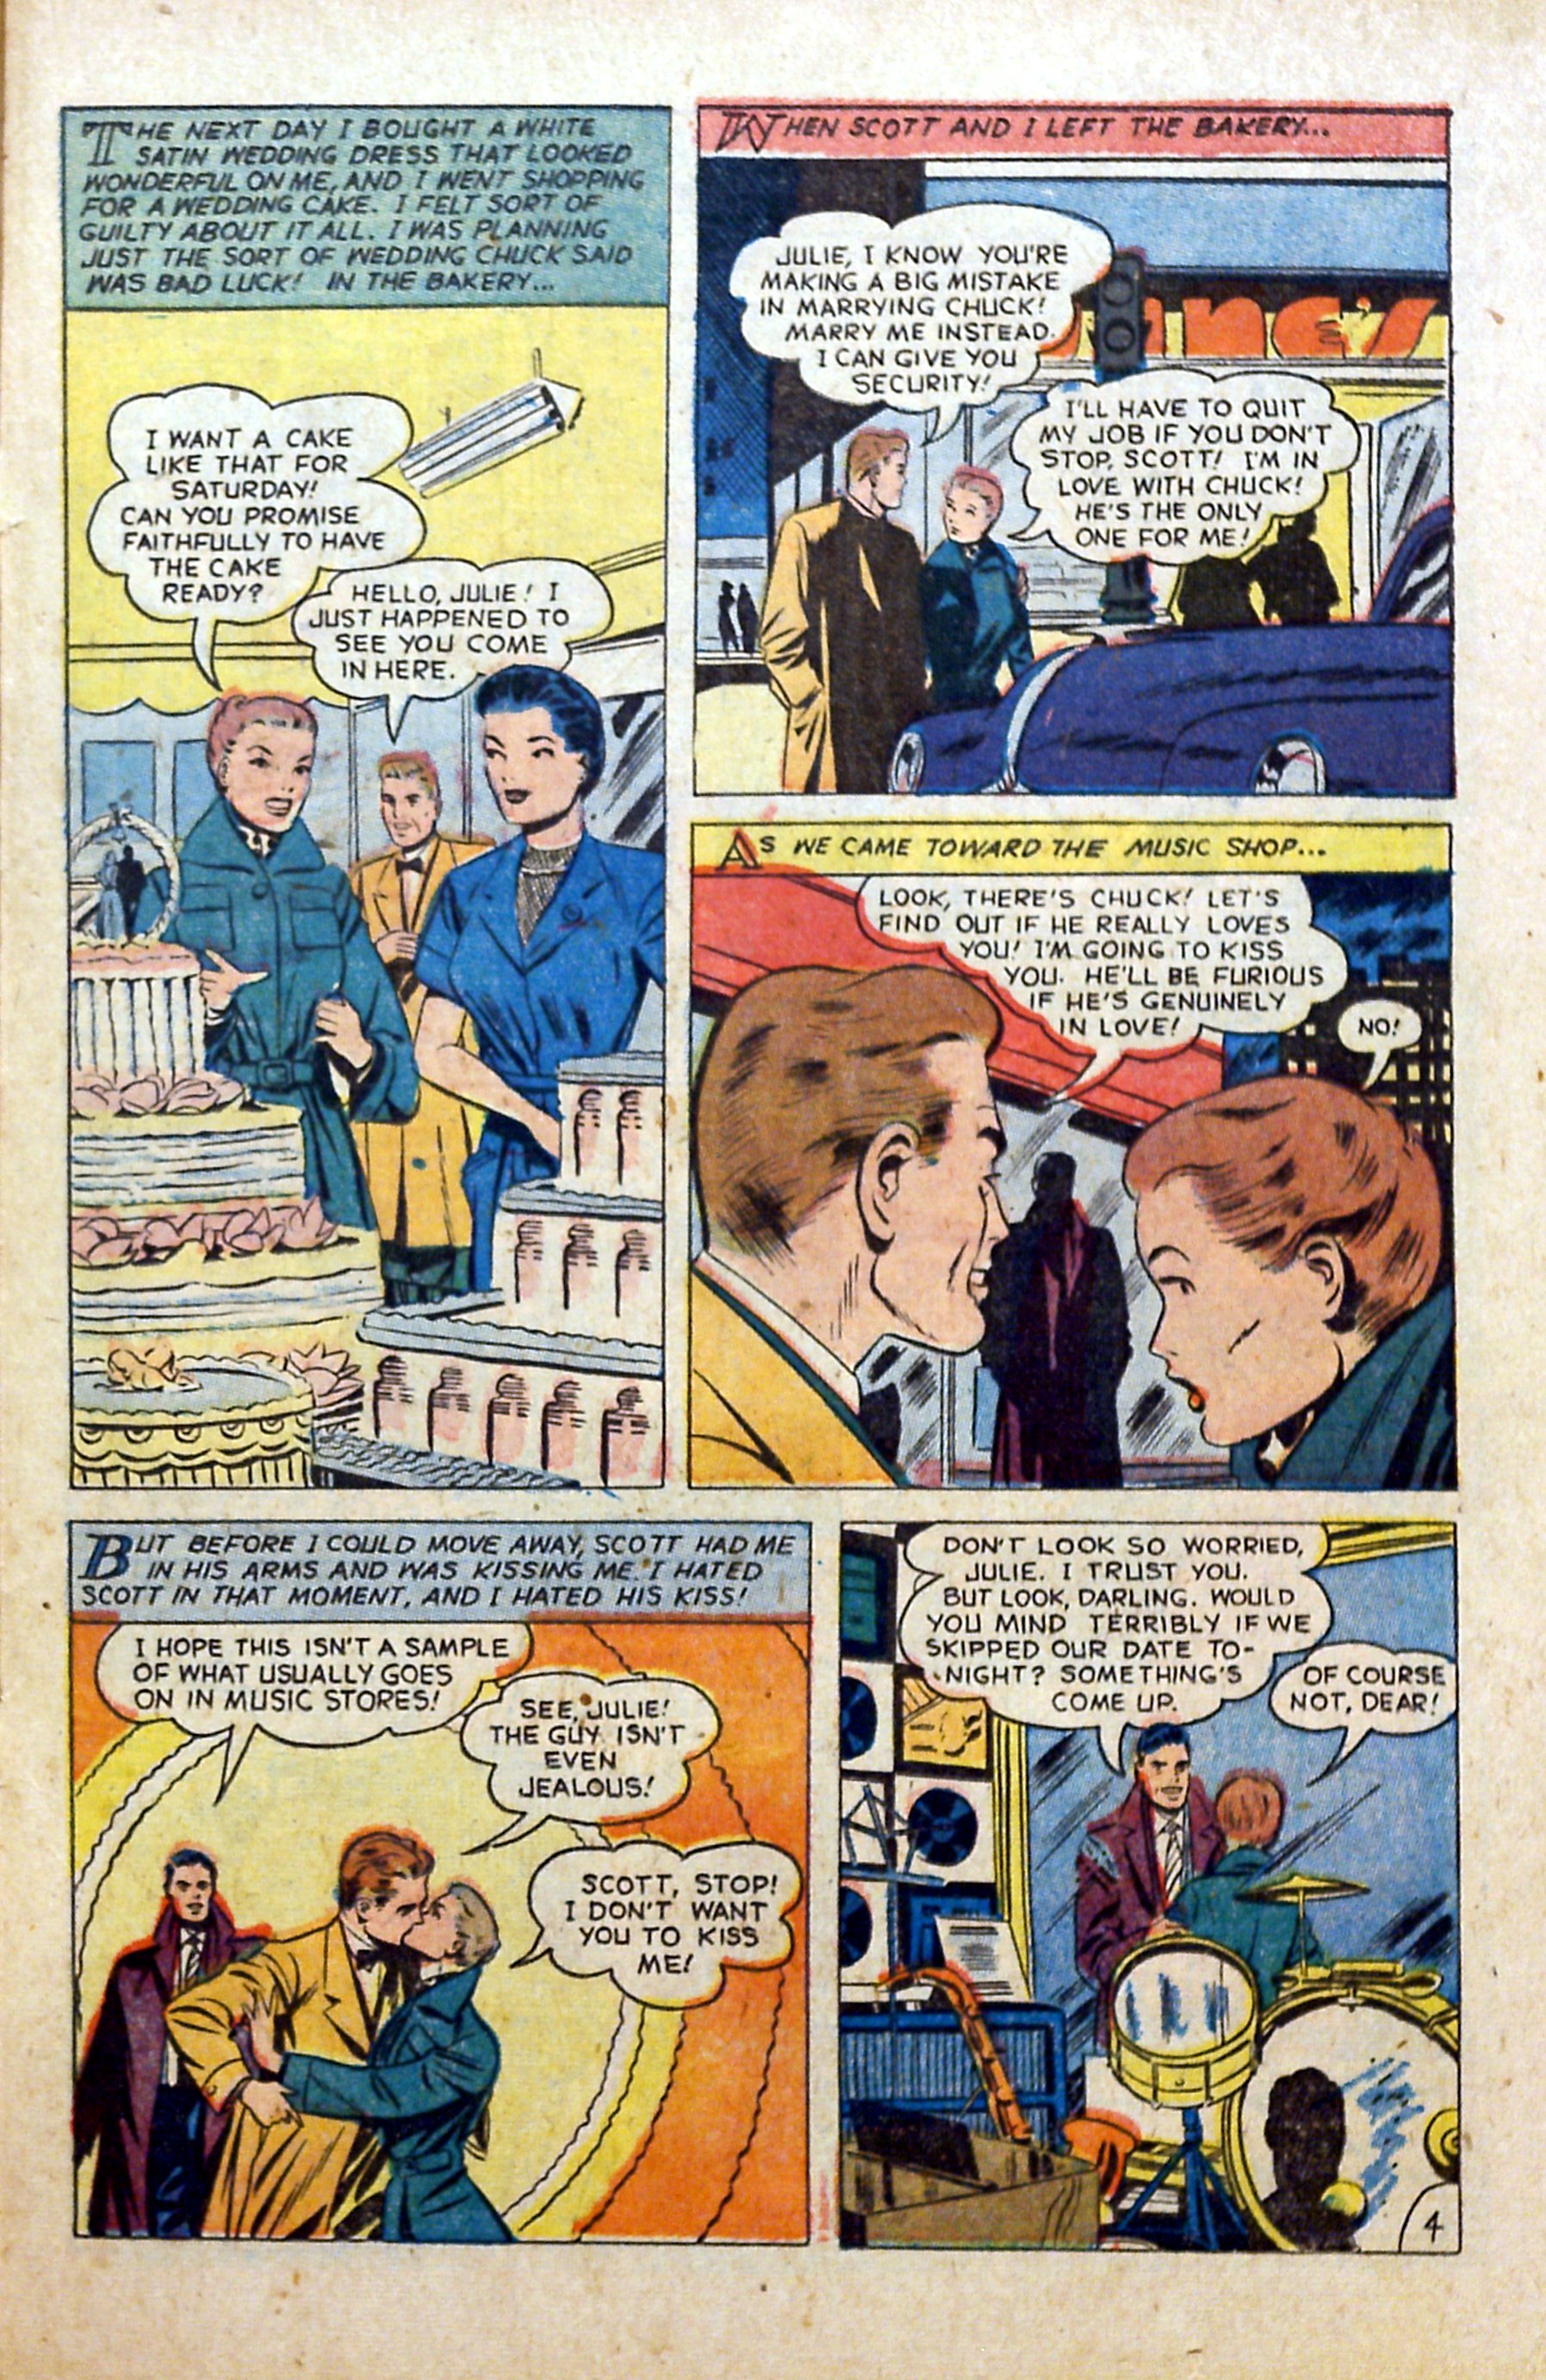 THE NEXT DAY I BOUGHT A WHITE
SATIN WEDDING DRESS THAT LOOKED
WONDERFUL ON ME, AND I WENT SHOPPING
FOR A WEDDING CAKE. I FELT SORT OF
GUILTY ABOUT IT ALL. I WAS PLANNING
JUST THE SORT OF WEDDING CHUCK SAID
WAS BAD LUCK! IN THE BAKERY...
I WANT A CAKE
LIKE THAT FOR
SATURDAY!
CAN YOU PROMISE
FAITHFULLY TO HAVE
THE CAKE
READY?
HELLO, JULIE! I
JUST HAPPENED TO
SEE YOU COME
IN HERE.
WHEN SCOTT AND I LEFT THE BAKERY...
JULIE, I KNOW YOU'RE
MAKING A BIG MISTAKE
IN MARRYING CHUCK!
MARRY ME INSTEAD.
I CAN GIVE YOU
SECURITY!
ANE'S
I'LL HAVE TO QUIT
MY JOB IF YOU DON'T
STOP, SCOTT! I'M IN
LOVE WITH CHUCK!
HE'S THE ONLY
ONE FOR ME!
AS WE CAME TOWARD THE MUSIC SHOP...
LOOK, THERE'S CHUCK! LET'S
FIND OUT IF HE REALLY LOVES
YOU! I'M GOING TO KISS
YOU. HE'LL BE FURIOUS
IF HE'S GENUINELY
IN LOVE!
NO!
BUT BEFORE I COULD MOVE AWAY, SCOTT HAD ME
IN HIS ARMS AND WAS KISSING ME. I HATED
SCOTT IN THAT MOMENT, AND I HATED HIS KISS!
I HOPE THIS ISN'T A SAMPLE
OF WHAT USUALLY GOES
ON IN MUSIC STORES!
SEE, JULIE!
THE GUY ISN'T
EVEN
JEALOUS!
SCOTT, STOP!
I DON'T WANT
YOU TO KISS
ME!
DON'T LOOK SO WORRIED,
JULIE. I TRUST YOU.
BUT LOOK, DARLING. WOULD
YOU MIND TERRIBLY IF WE
SKIPPED OUR DATE TO-
NIGHT? SOMETHING'S
COME UP.
OF COURSE
NOT, DEAR!
4